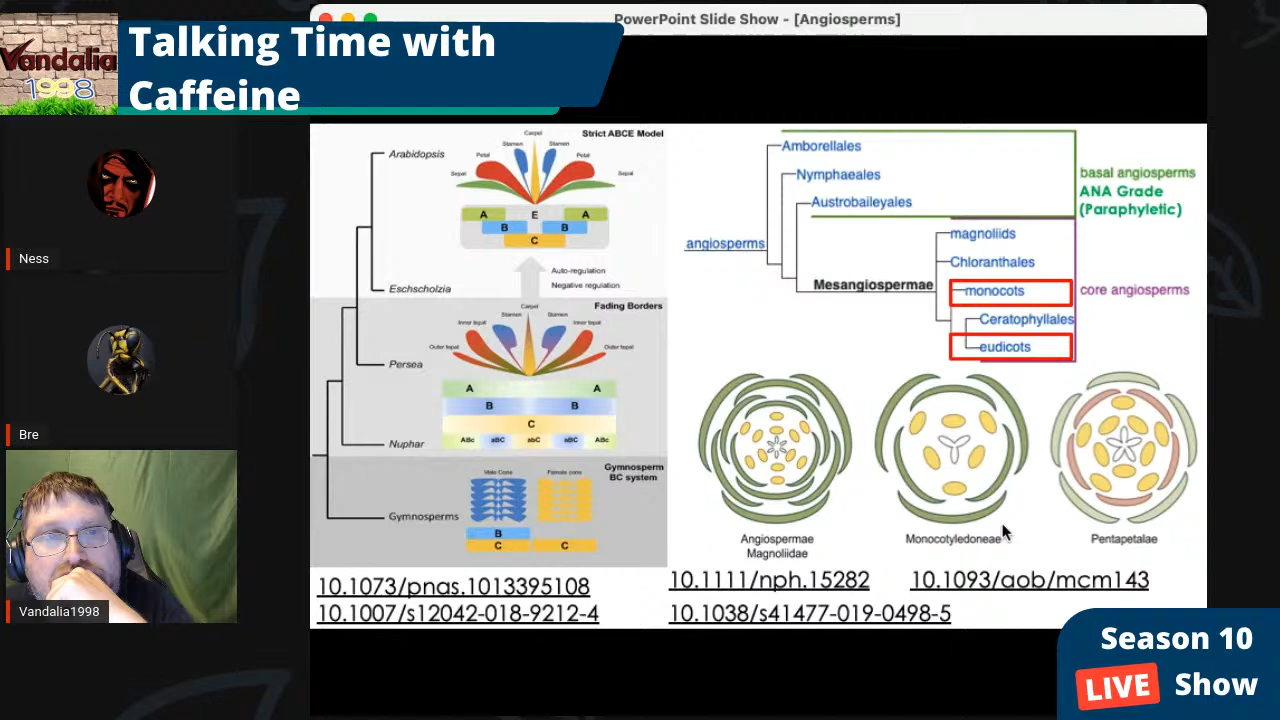 PowerPoint Slide Show - [Angiosperms]
Talking Time with
Caffeine
Vandalia
1998
Ness
Bre
Vandalia1998
Strict ABCE Model
Carpel
Stamen
Stamen
Petal
Petal
Sepal
Sepal
A
E
A
B
B
C
Auto-regulation
Negative regulation
Arabidopsis
Eschscholzia
Fading Borders
Carpel
Stamen
Stamen
Inner tepal
Inner tepal
Outer tepal
Outer tepal
Persea
A
A
B
B
C
ABc
aBC
abC
aBC
ABc
Nuphar
Gymnosperm
BC system
Male Cone
Female cone
Gymnosperms
B
C
C
Amborellales
Nymphaeales
Austrobaileyales
basal angiosperms
ANA Grade
(Paraphyletic)
angiosperms
magnoliids
Chloranthales
Mesangiospermae
monocots
core angiosperms
Ceratophyllales
eudicots
Angiospermae
Magnoliidae
Monocotyledoneae
Pentapetalae
10.1073/pnas.1013395108
10.1007/s12042-018-9212-4
10.1111/nph.15282
10.1093/aob/mcm143
10.1038/s41477-019-0498-5
Season 10
LIVE Show